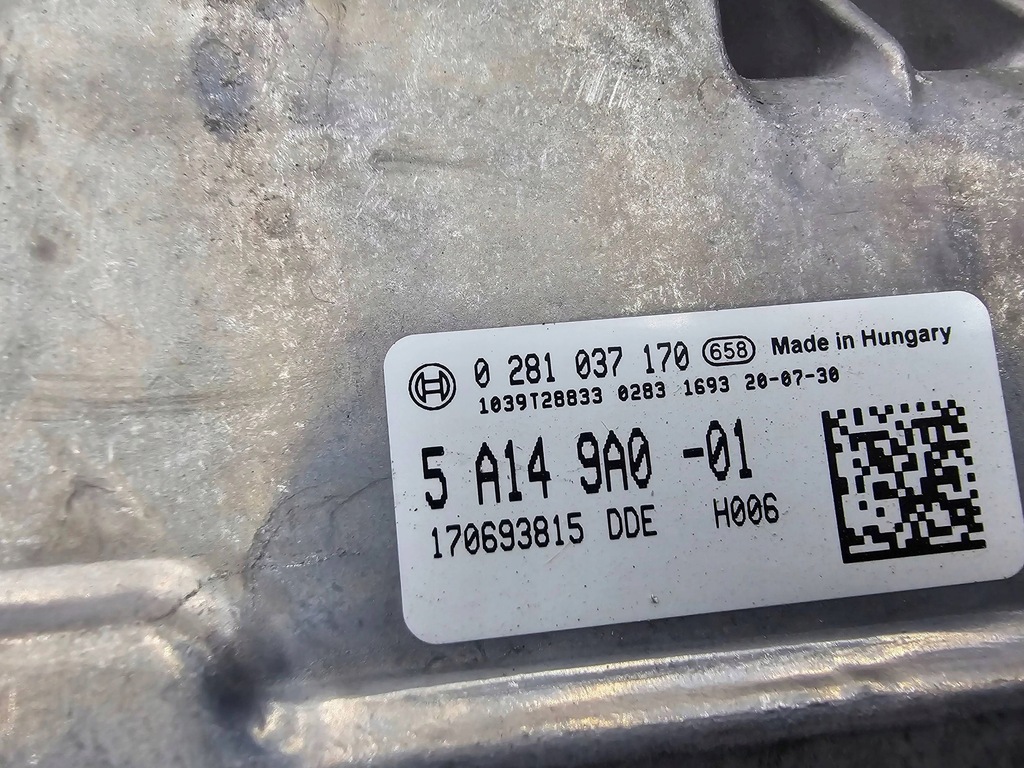 0 281 037 170 658 Made in Hungary
1039T28833 0283 1693 20-07-30
5 A14 9A0 -01
170693815 DDE H006